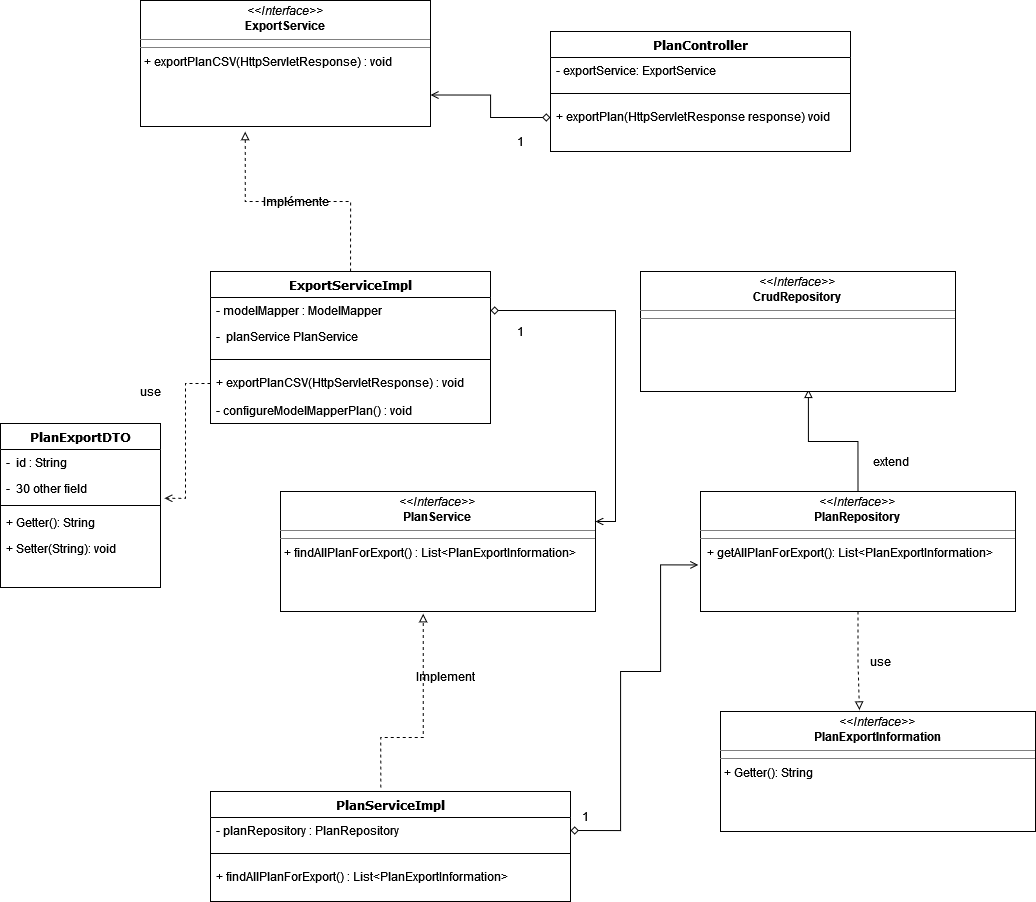 <<Interface>>
ExportService
+ exportPlanCSV(HttpServletResponse) : void
PlanController
- exportService: ExportService
+ exportPlan(HttpServletResponse response) void
1
Implémente
ExportServiceImpl
- modelMapper : ModelMapper
- planService PlanService
+ exportPlanCSV(HttpServletResponse) : void
- configureModelMapperPlan() : void
1
<<Interface>>
CrudRepository
use
PlanExportDTO
- id : String
- 30 other field
+ Getter(): String
+ Setter(String): void
extend
<<Interface>>
PlanService
+ findAllPlanForExport() : List<PlanExportInformation>
<<Interface>>
PlanRepository
+ getAllPlanForExport(): List<PlanExportInformation>
Implement
use
<<Interface>>
PlanExportInformation
+ Getter(): String
PlanServiceImpl
- planRepository : PlanRepository
+ findAllPlanForExport() : List<PlanExportInformation>
1